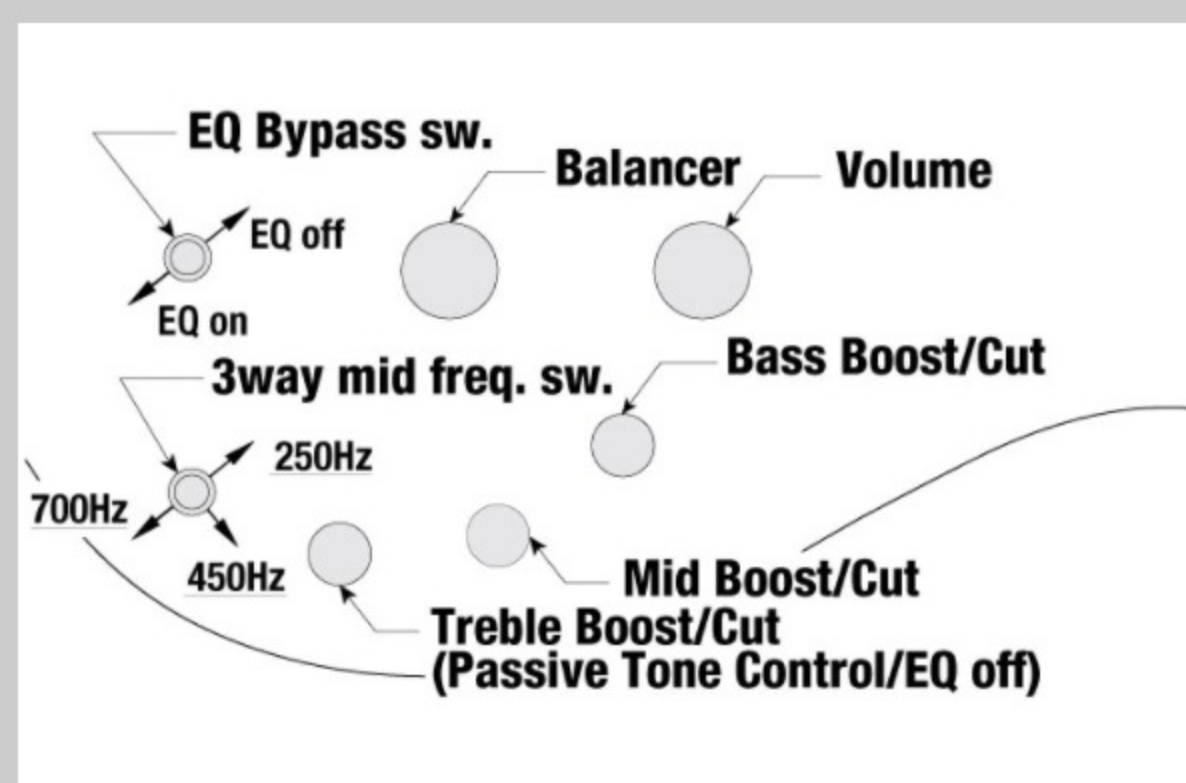 EQ Bypass sw.
Balancer
Volume
EQ off
EQ on
Bass Boost/Cut
3way mid freq. sw.
250Hz
700Hz
450Hz
Mid Boost/Cut
Treble Boost/Cut
(Passive Tone Control/EQ off)